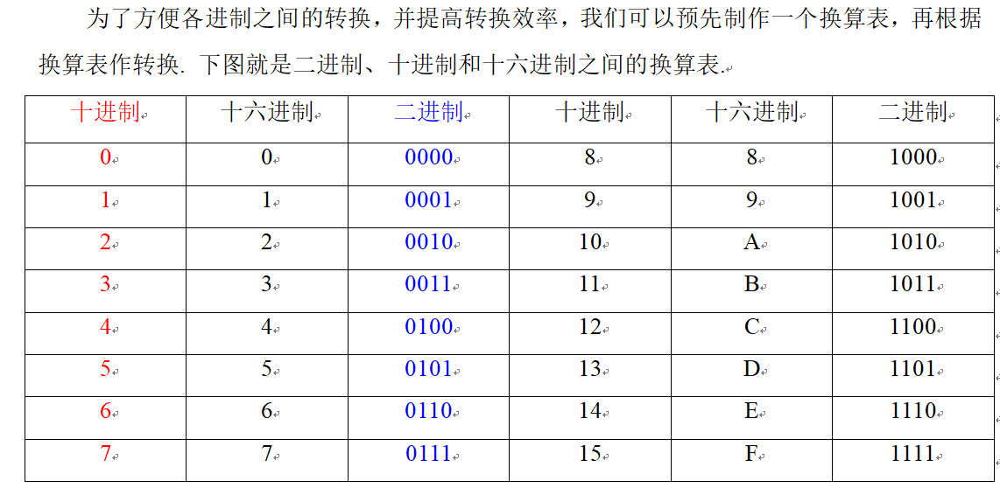 为了方便各进制之间的转换，并提高转换效率，我们可以预先制作一个换算表，再根据
换算表作转换. 下图就是二进制、十进制和十六进制之间的换算表.
十进制 十六进制 二进制 十进制 十六进制 二进制
0 0 0000 8 8 1000
1 1 0001 9 9 1001
2 2 0010 10 A 1010
3 3 0011 11 B 1011
4 4 0100 12 C 1100
5 5 0101 13 D 1101
6 6 0110 14 E 1110
7 7 0111 15 F 1111